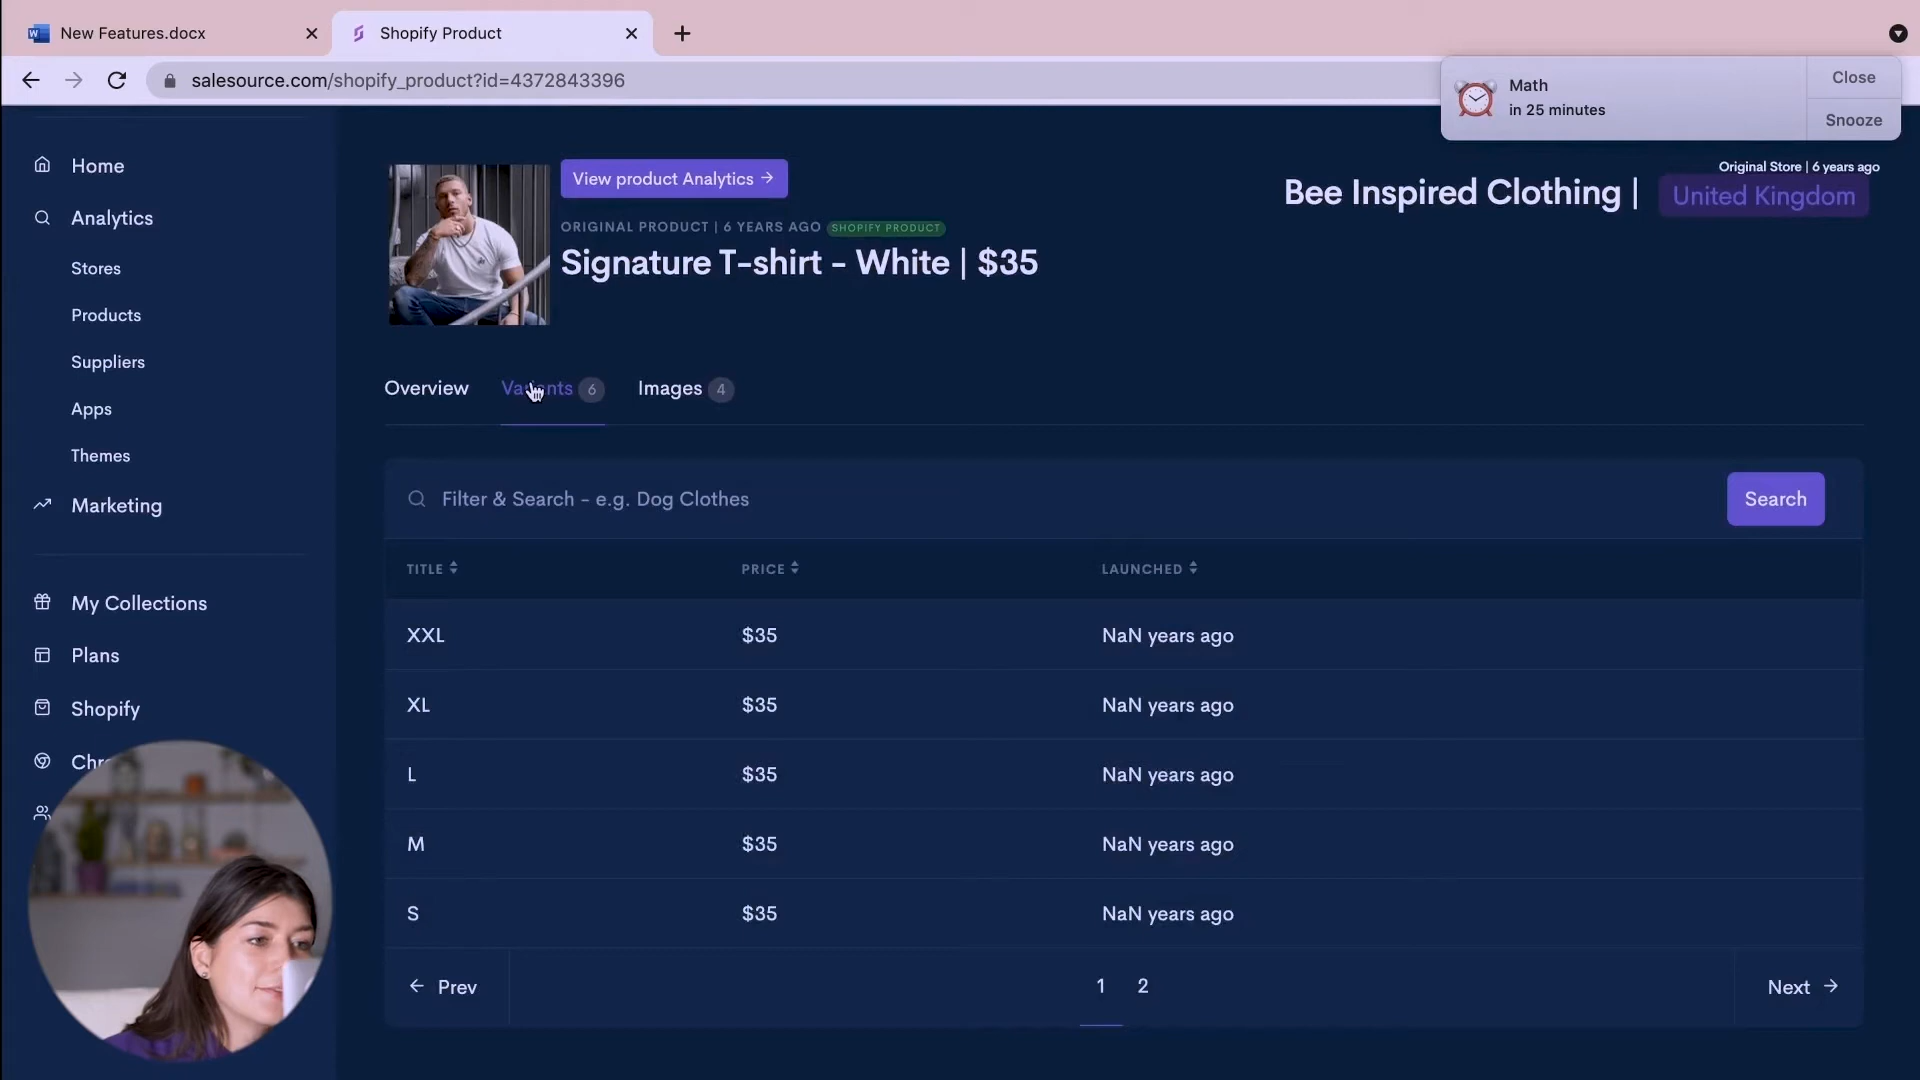 New Features.docx
Shopify Product
salesource.com/shopify_product?id=4372843396
Math
in 25 minutes
Close
Snooze
Home
Analytics
Stores
Products
Suppliers
Apps
Themes
Marketing
My Collections
Plans
Shopify
View product Analytics →
ORIGINAL PRODUCT | 6 YEARS AGO SHOPIFY PRODUCT
Signature T-shirt - White | $35
Original Store | 6 years ago
Bee Inspired Clothing | United Kingdom
Overview Variants 6 Images 4
Filter & Search - e.g. Dog Clothes
Search
TITLE PRICE LAUNCHED
XXL $35 NaN years ago
XL $35 NaN years ago
L $35 NaN years ago
M $35 NaN years ago
S $35 NaN years ago
← Prev 1 2 Next →